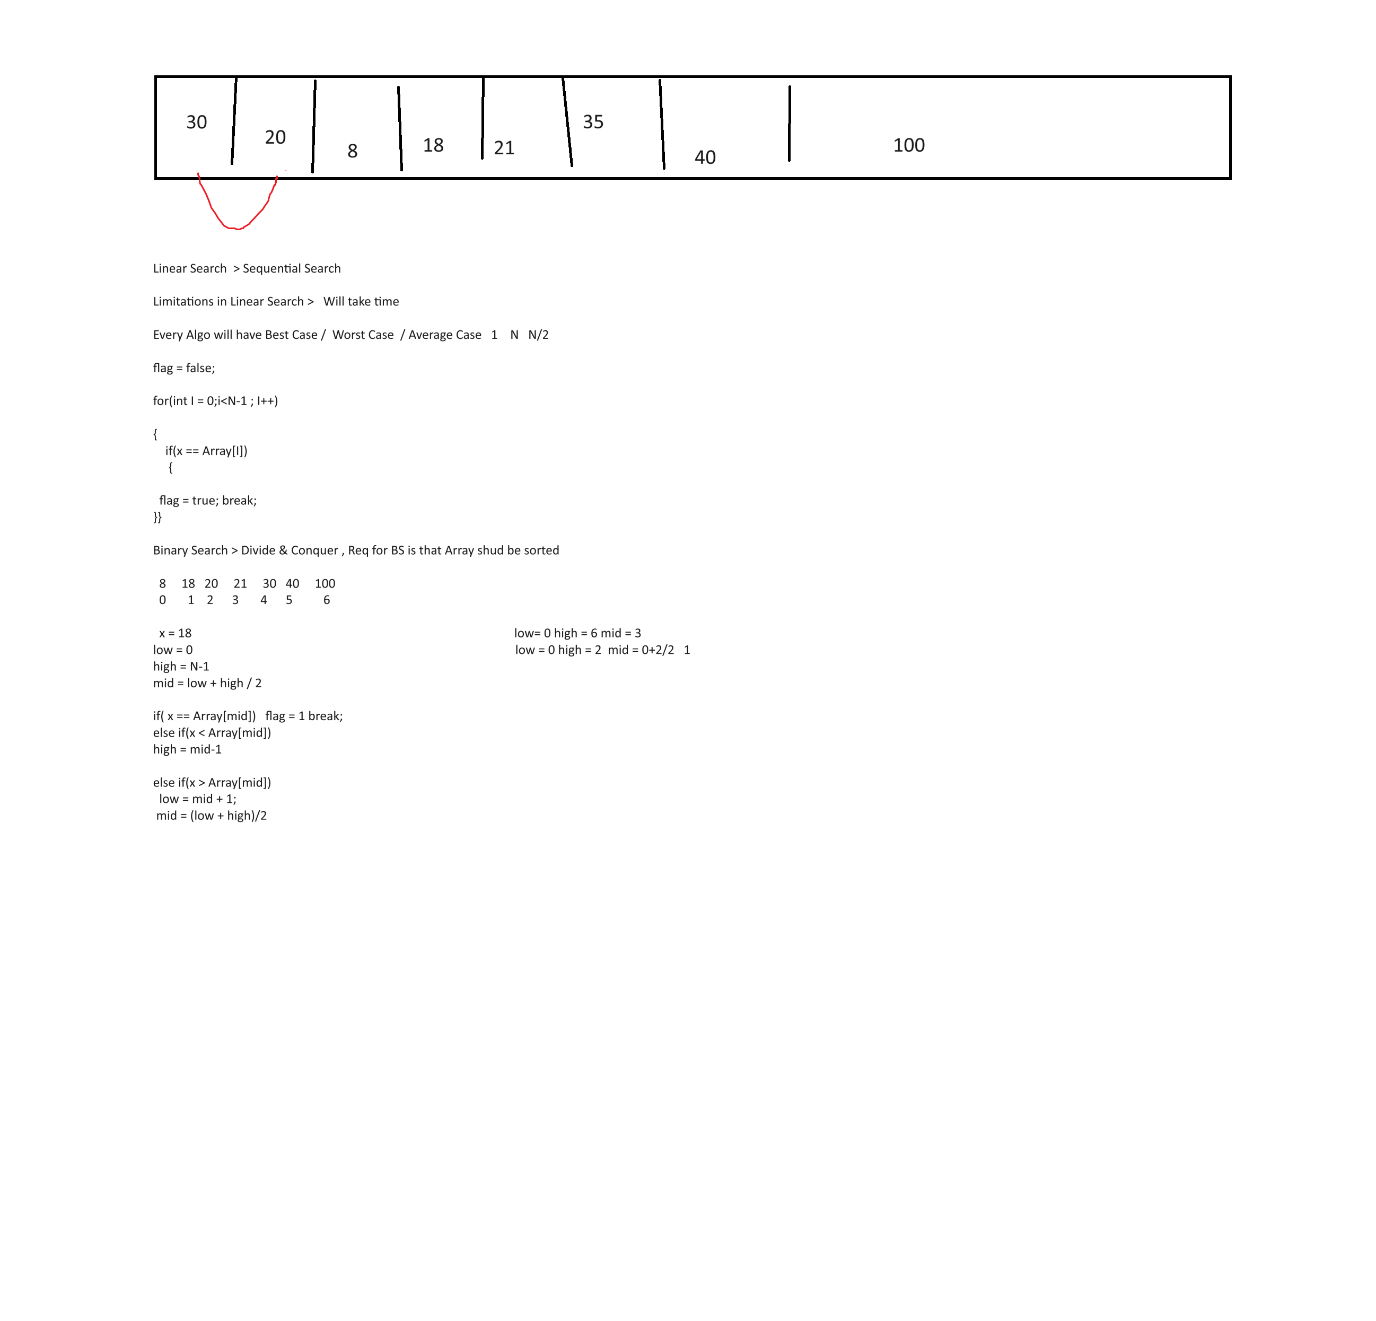 30 20 8 18 21 35 40 100
Linear Search > Sequential Search
Limitations in Linear Search > Will take time
Every Algo will have Best Case / Worst Case / Average Case 1 N N/2
flag = false;
for(int I = 0;i<N-1 ; I++)
{
if(x == Array[I])
{
flag = true; break;
}}
Binary Search > Divide & Conquer , Req for BS is that Array shud be sorted
8 18 20 21 30 40 100
0 1 2 3 4 5 6
x = 18 low= 0 high = 6 mid = 3
low = 0 low = 0 high = 2 mid = 0+2/2 1
high = N-1
mid = low + high / 2
if( x == Array[mid]) flag = 1 break;
else if(x < Array[mid])
high = mid-1
else if(x > Array[mid])
low = mid + 1;
mid = (low + high)/2